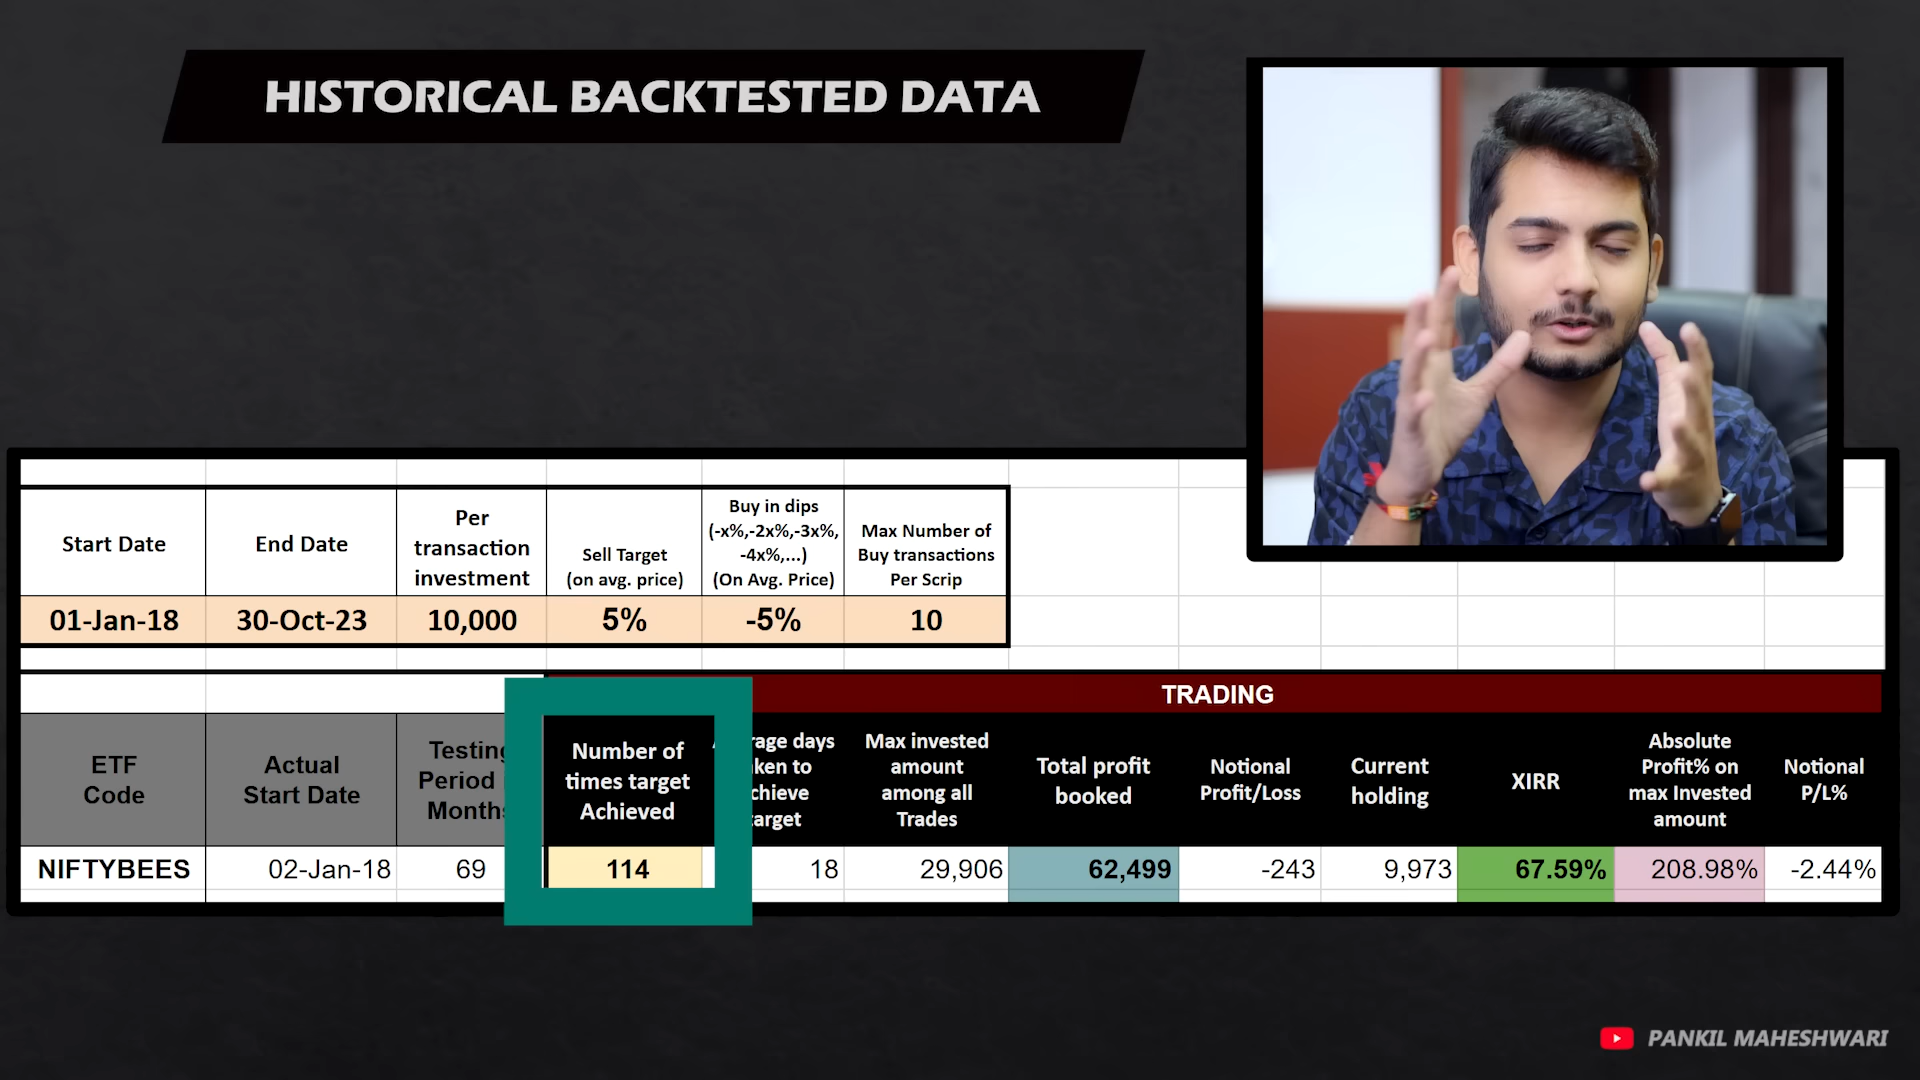 HISTORICAL BACKTESTED DATA
Start Date
End Date
Per
transaction
investment
Sell Target
(on avg. price)
Buy in dips
(-x%,-2x%,-3x%,
-4x%,...)
(On Avg. Price)
Max Number of
Buy transactions
Per Scrip
01-Jan-18
30-Oct-23
10,000
5%
-5%
10
TRADING
ETF
Code
Actual
Start Date
Testing
Period
Months
Number of
times target
Achieved
days
to
Max invested
amount
among all
Trades
Total profit
booked
Notional
Profit/Loss
Current
holding
XIRR
Absolute
Profit% on
max Invested
amount
Notional
P/L%
NIFTYBEES
02-Jan-18
69
114
18
29,906
62,499
-243
9,973
67.59%
208.98%
-2.44%
PANKIL MAHESHWARI